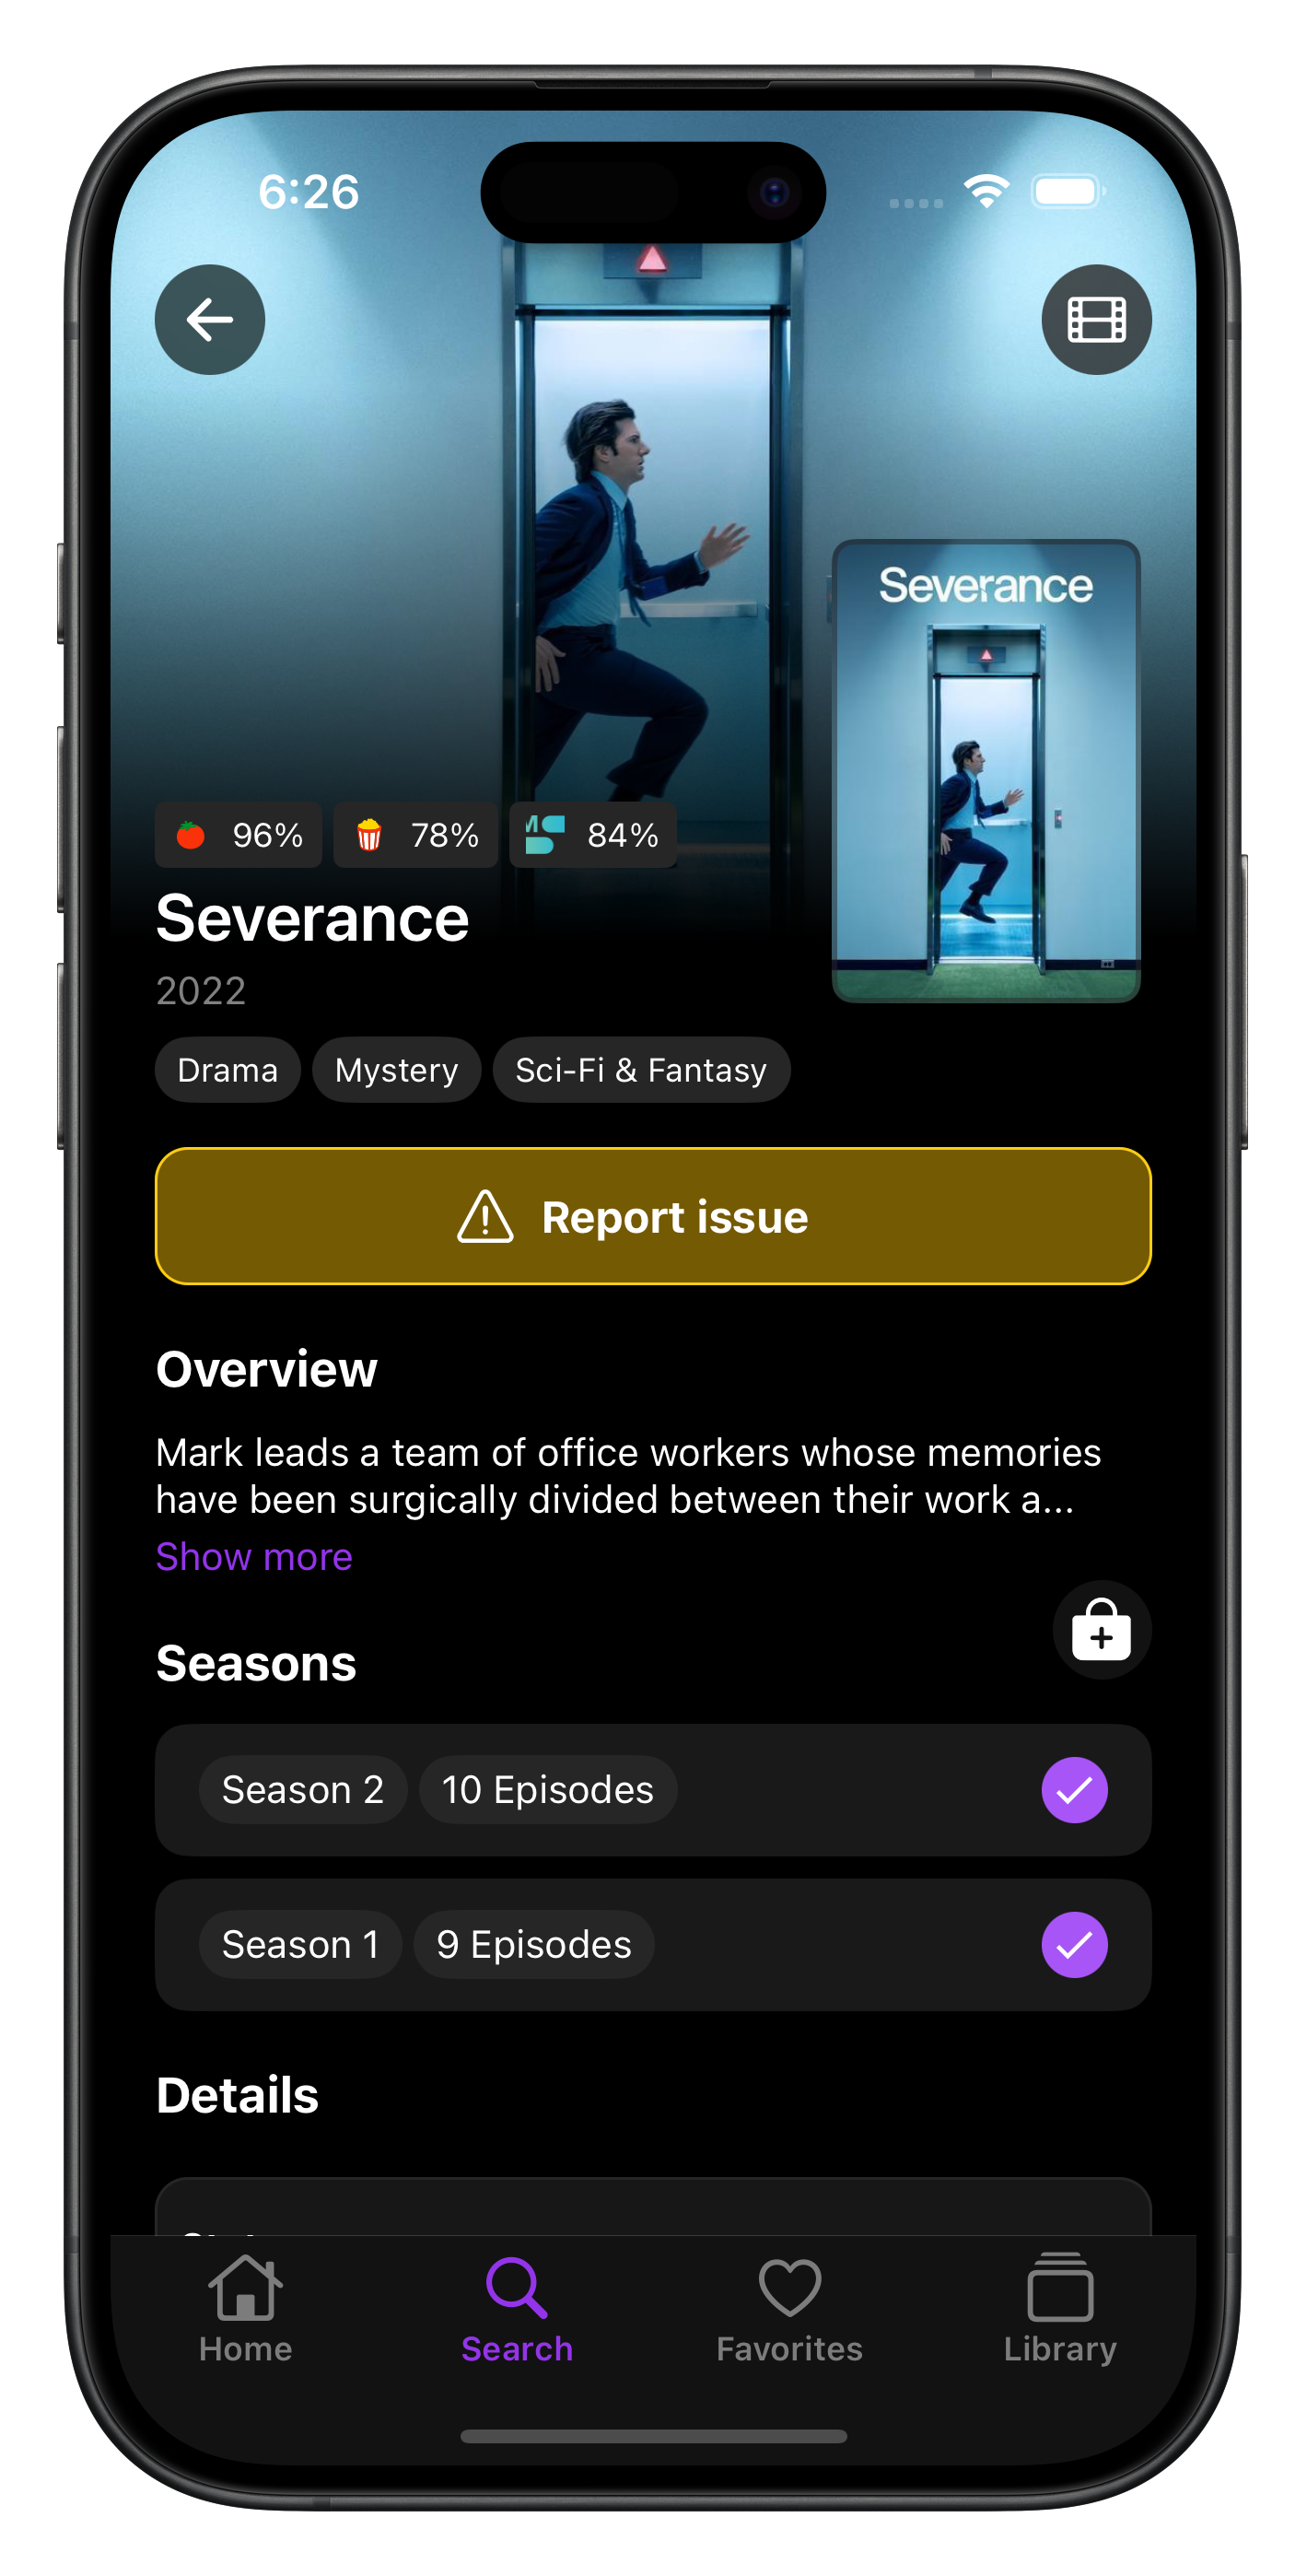 6:26
Severance
96%
78%
84%
Severance
2022
Drama
Mystery
Sci-Fi & Fantasy
Report issue
Overview
Mark leads a team of office workers whose memories
have been surgically divided between their work a...
Show more
Seasons
Season 2
10 Episodes
Season 1
9 Episodes
Details
Home
Search
Favorites
Library